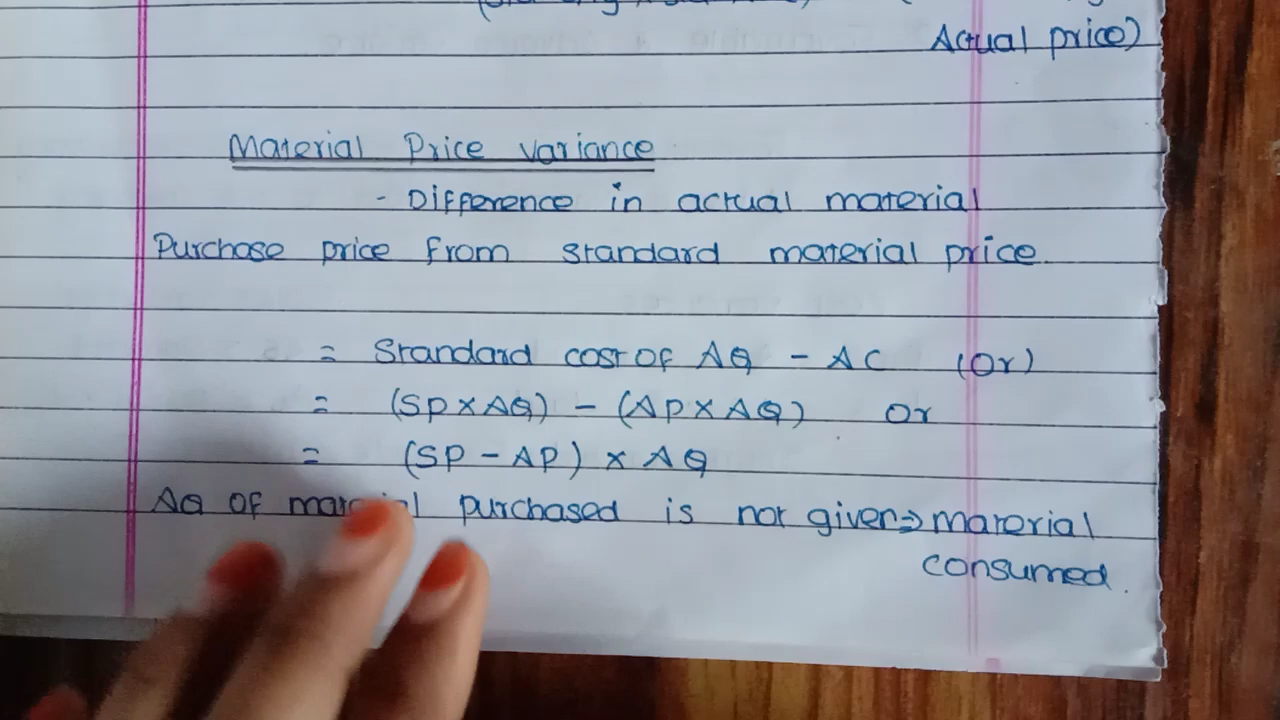 Actual price)
Material Price variance
- Difference in actual material
Purchase price from standard material price.
= Standard cost of AQ - AC (Or)
= (SP X AQ) - (AP X AQ) Or
= (SP - AP) x AQ
AQ OF purchased is not given => material
consumed.